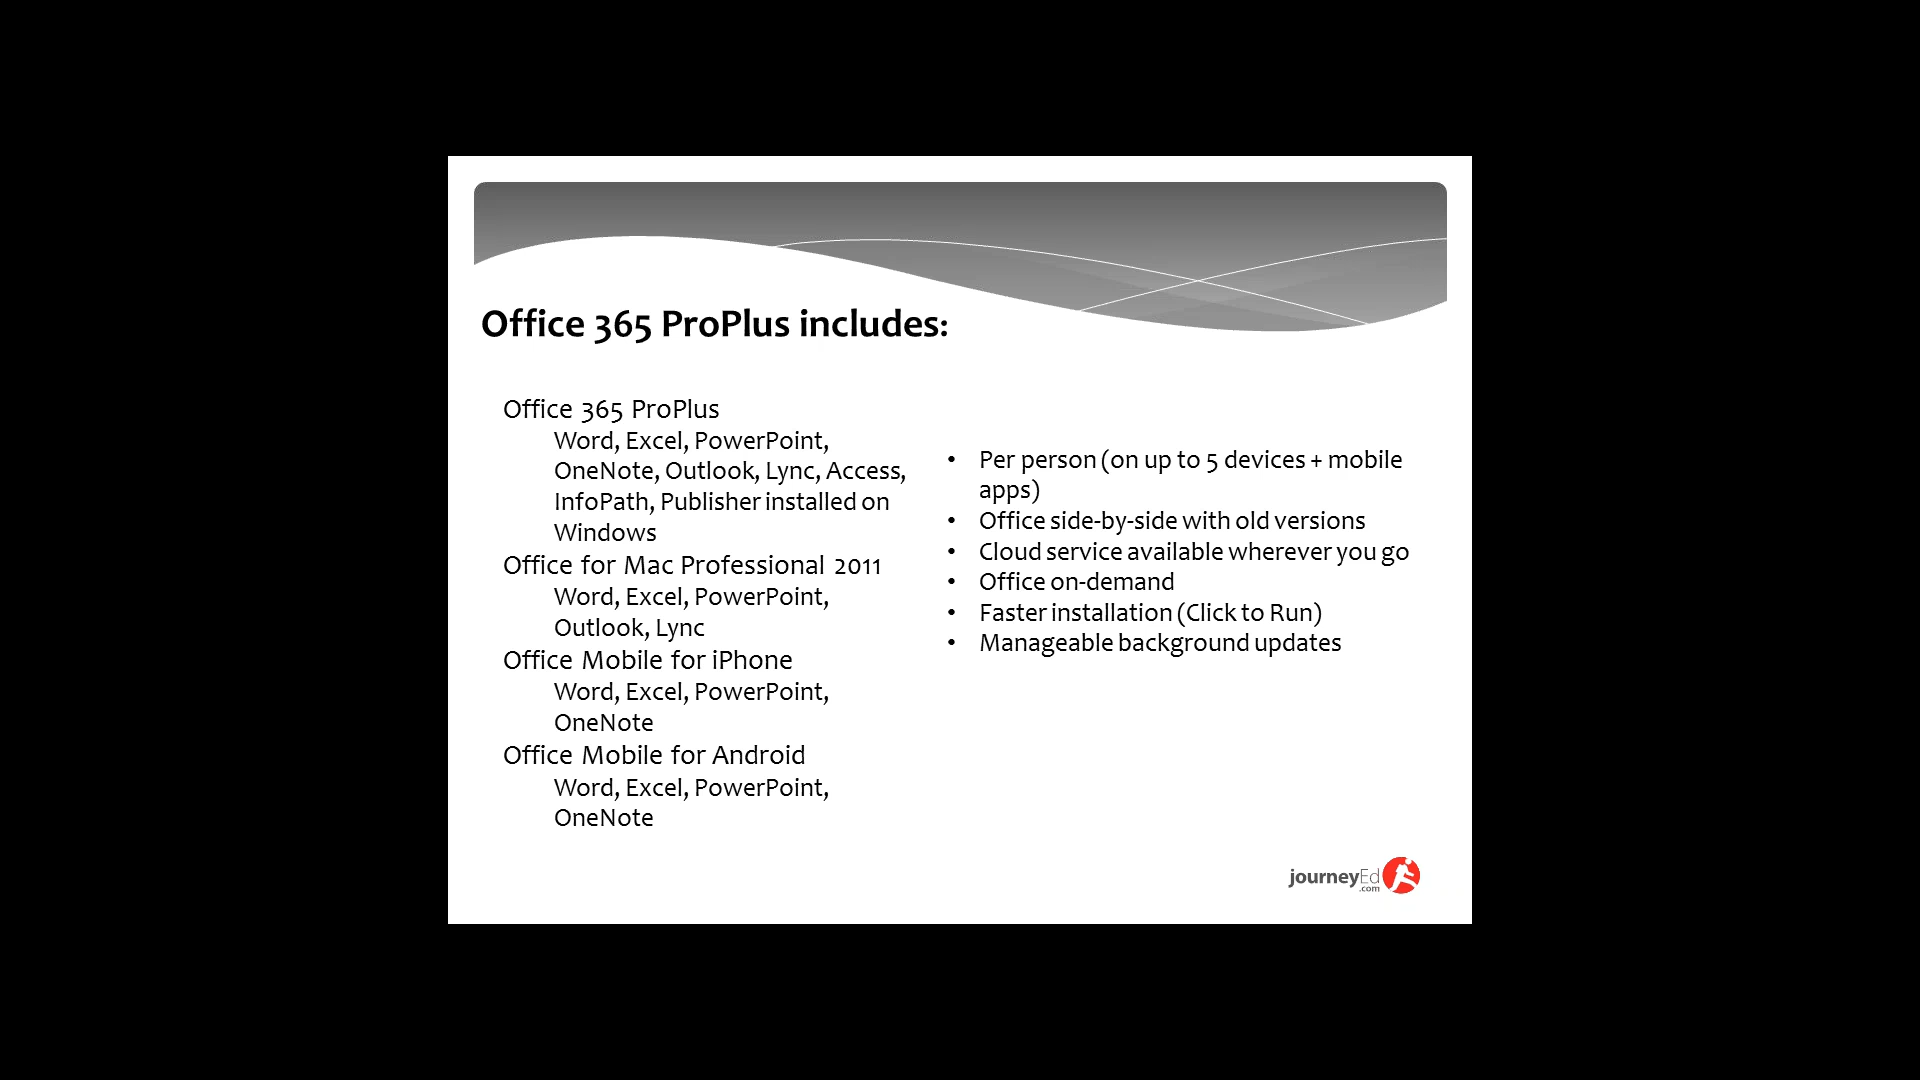 Office 365 ProPlus includes:
Office 365 ProPlus
Word, Excel, PowerPoint,
OneNote, Outlook, Lync, Access,
InfoPath, Publisher installed on
Windows
Office for Mac Professional 2011
Word, Excel, PowerPoint,
Outlook, Lync
Office Mobile for iPhone
Word, Excel, PowerPoint,
OneNote
Office Mobile for Android
Word, Excel, PowerPoint,
OneNote
• Per person (on up to 5 devices + mobile
apps)
• Office side-by-side with old versions
• Cloud service available wherever you go
• Office on-demand
• Faster installation (Click to Run)
• Manageable background updates
journeyEd
.com